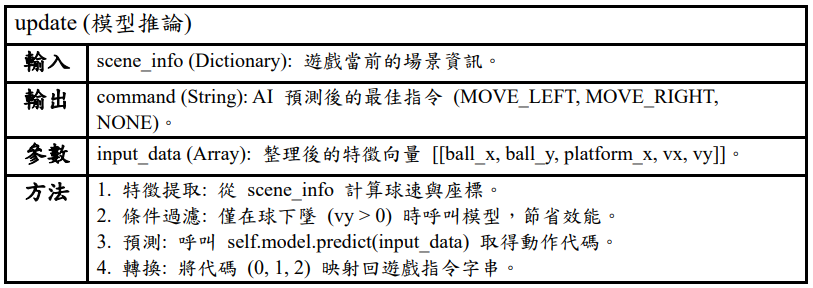 update (模型推論)
輸入 scene_info (Dictionary): 遊戲當前的場景資訊。
輸出 command (String): AI 預測後的最佳指令 (MOVE_LEFT, MOVE_RIGHT,
NONE)。
參數 input_data (Array): 整理後的特徵向量 [[ball_x, ball_y, platform_x, vx, vy]]。
方法 1. 特徵提取: 從 scene_info 計算球速與座標。
2. 條件過濾: 僅在球下墜 (vy > 0) 時呼叫模型，節省效能。
3. 預測: 呼叫 self.model.predict(input_data) 取得動作代碼。
4. 轉換: 將代碼 (0, 1, 2) 映射回遊戲指令字串。